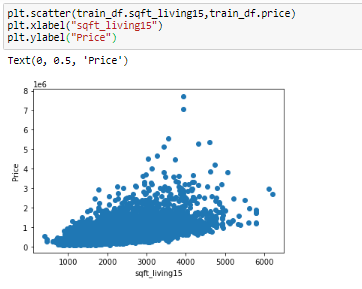 plt.scatter(train_df.sqft_living15,train_df.price)
plt.xlabel("sqft_living15")
plt.ylabel("Price")
Text(0, 0.5, 'Price')
1e6
8
7
6
5
4
3
2
1
0
Price
1000 2000 3000 4000 5000 6000
sqft_living15